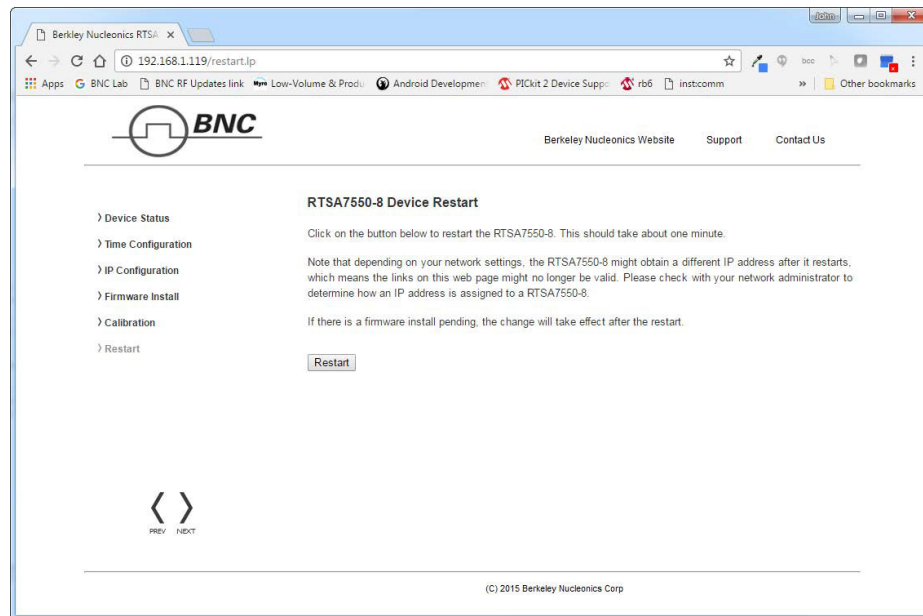 John
Berkley Nucleonics RTSA
192.168.1.119/restart.lp
Apps BNC Lab BNC RF Updates link Low-Volume & Produ Android Developmen PICkit 2 Device Suppo rb6 inst:comm » Other bookmarks
BNC
Berkeley Nucleonics Website Support Contact Us
RTSA7550-8 Device Restart
Device Status
Click on the button below to restart the RTSA7550-8. This should take about one minute.
Time Configuration
Note that depending on your network settings, the RTSA7550-8 might obtain a different IP address after it restarts,
IP Configuration
which means the links on this web page might no longer be valid. Please check with your network administrator to
determine how an IP address is assigned to a RTSA7550-8.
Firmware Install
If there is a firmware install pending, the change will take effect after the restart.
Calibration
Restart
Restart
PREV NEXT
(C) 2015 Berkeley Nucleonics Corp